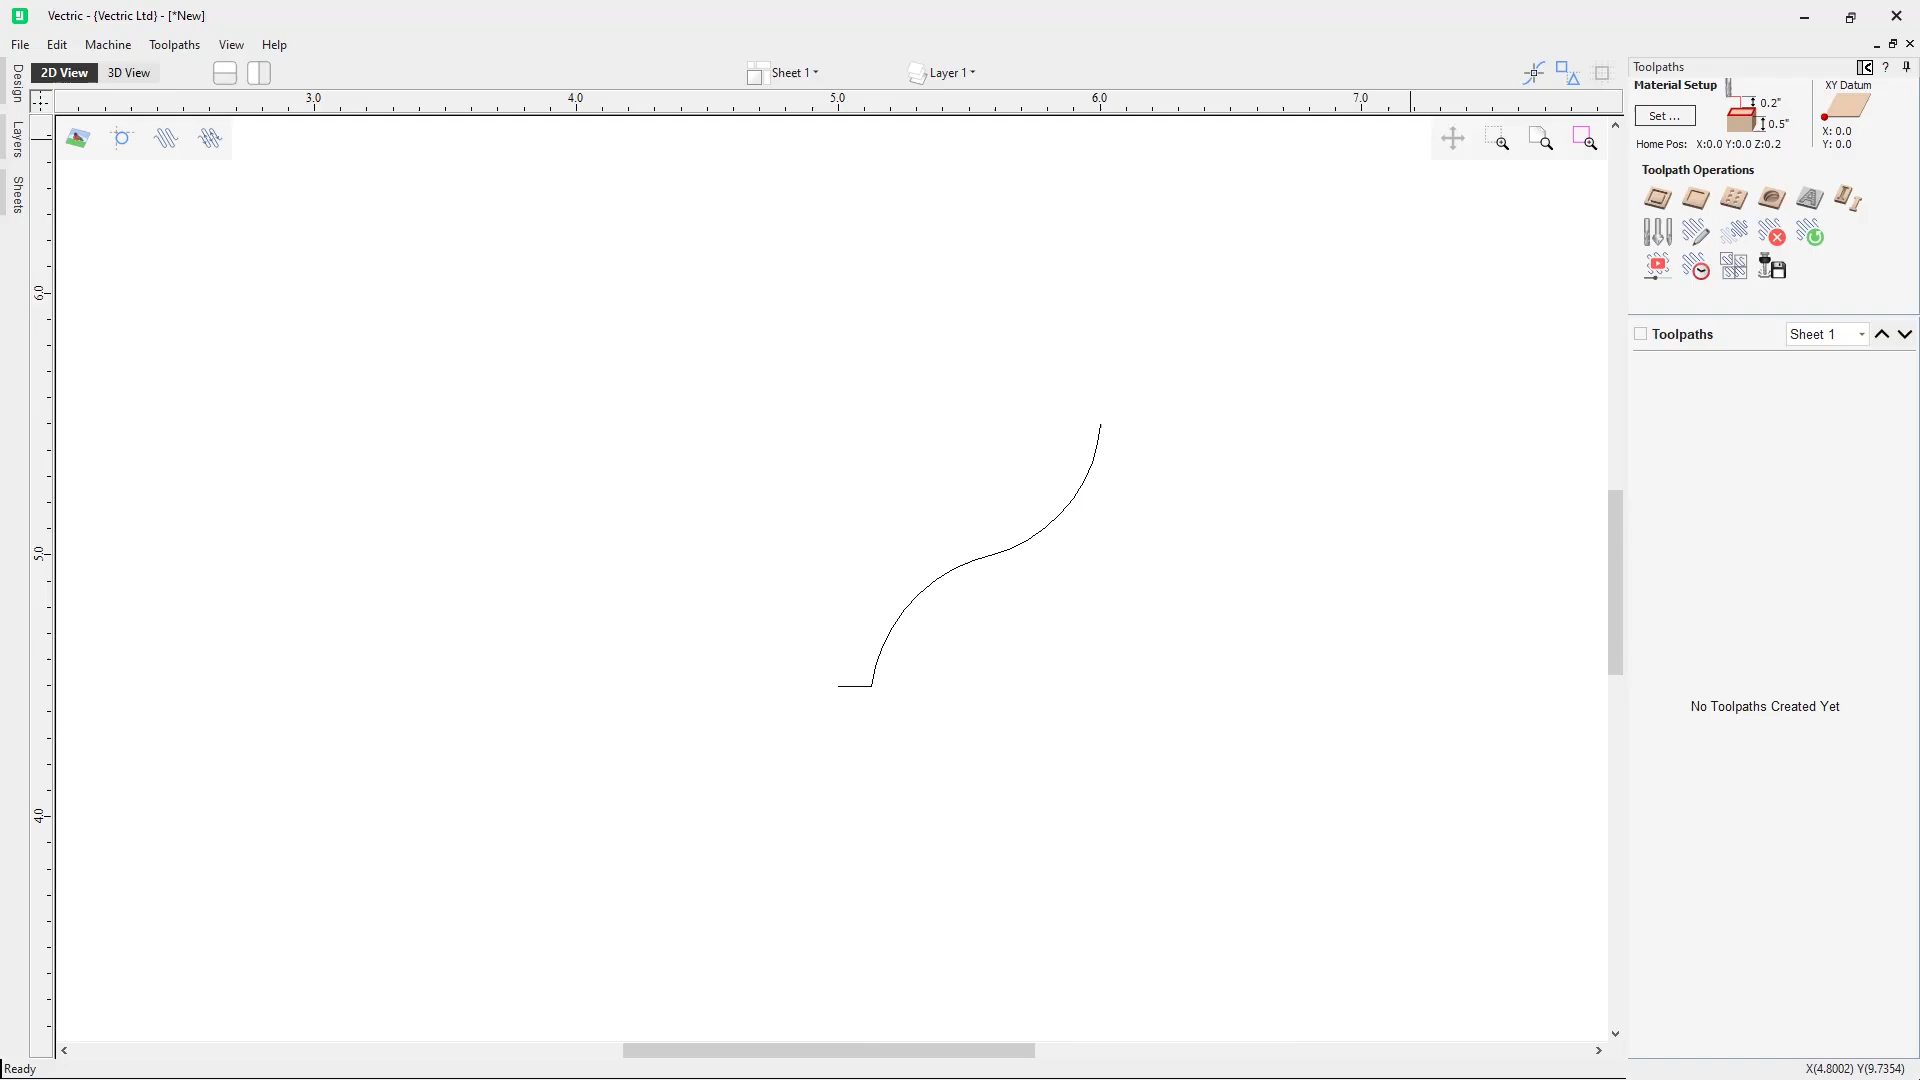 Vectric - {Vectric Ltd} - [*New]
File Edit Machine Toolpaths View Help
2D View 3D View Sheet 1 Layer 1
Toolpaths
Design
Layers
Sheets
3.0 4.0 5.0 6.0 7.0
6.0
5.0
4.0
Material Setup
XY Datum
Set ...
0.2"
0.5"
X: 0.0
Y: 0.0
Home Pos: X:0.0 Y:0.0 Z:0.2
Toolpath Operations
Toolpaths Sheet 1
No Toolpaths Created Yet
Ready
X(4.8002) Y(9.7354)